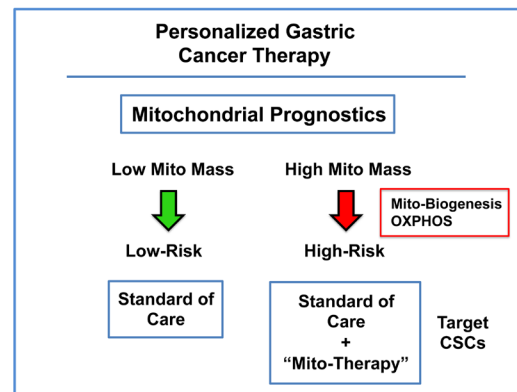 Personalized Gastric
Cancer Therapy
Mitochondrial Prognostics
Low Mito Mass
High Mito Mass
Mito-Biogenesis
OXPHOS
Low-Risk
High-Risk
Standard of
Care
Standard of
Care
+
“Mito-Therapy”
Target
CSCs